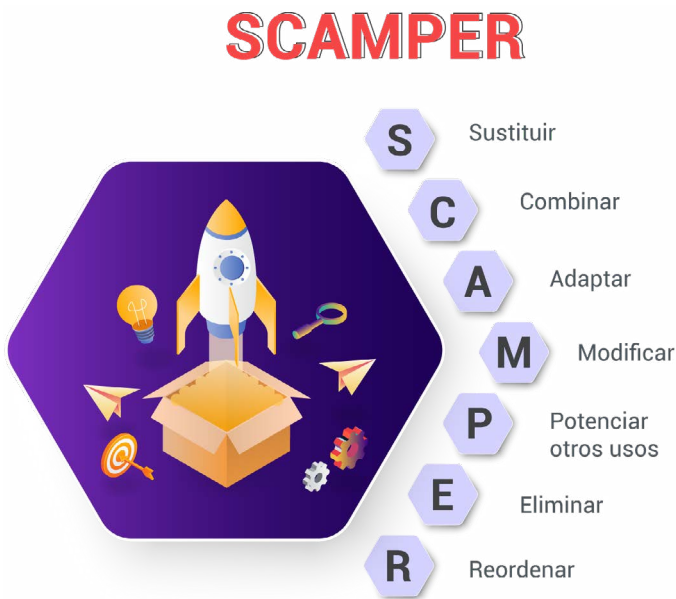 SCAMPER
S Sustituir
C Combinar
A Adaptar
M Modificar
P Potenciar
otros usos
E Eliminar
R Reordenar